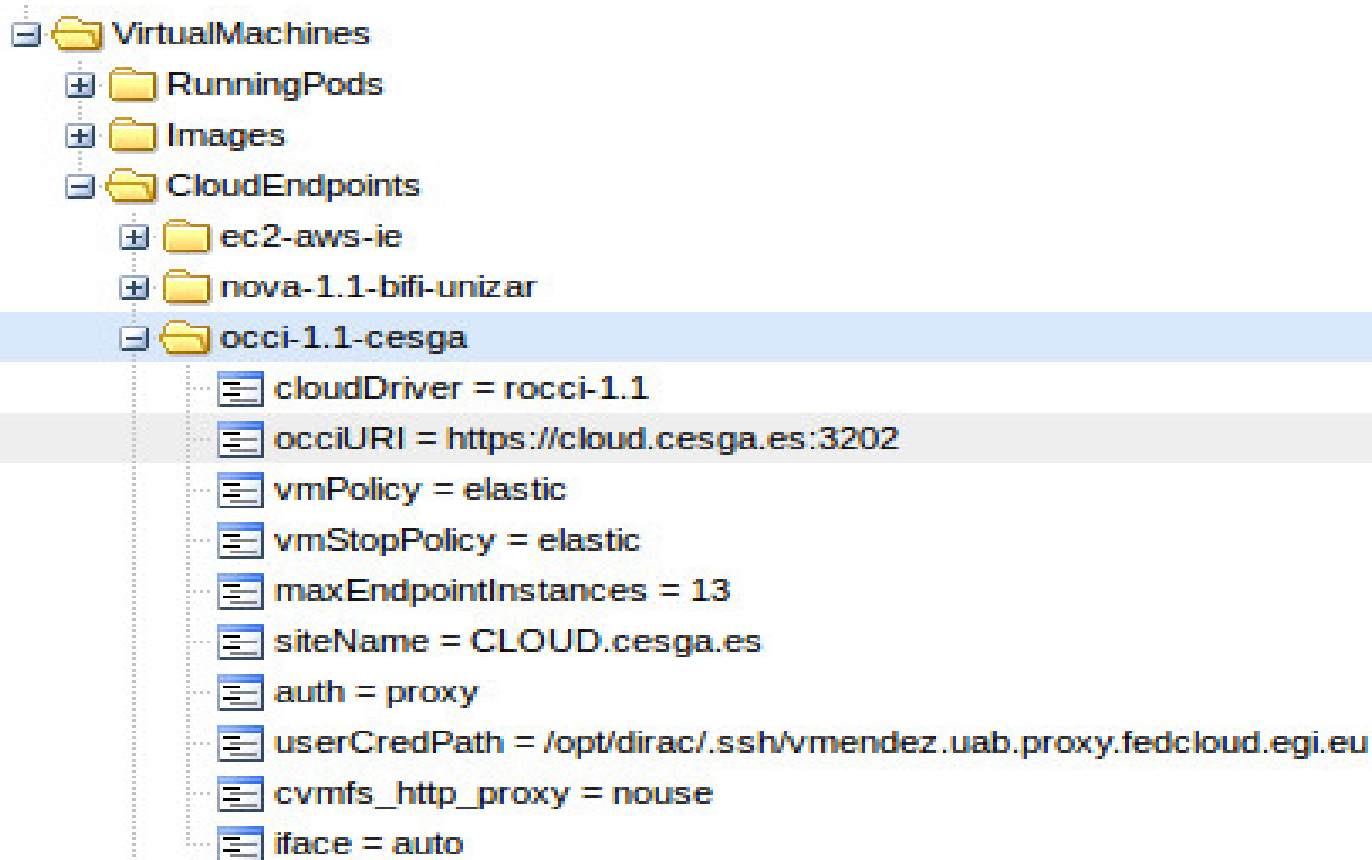 VirtualMachines
RunningPods
Images
CloudEndpoints
ec2-aws-ie
nova-1.1-bifi-unizar
occi-1.1-cesga
cloudDriver = rocci-1.1
occiURI = https://cloud.cesga.es:3202
vmPolicy = elastic
vmStopPolicy = elastic
maxEndpointInstances = 13
siteName = CLOUD.cesga.es
auth = proxy
userCredPath = /opt/dirac/.ssh/vmendez.uab.proxy.fedcloud.egi.eu
cvmfs_http_proxy = nouse
iface = auto